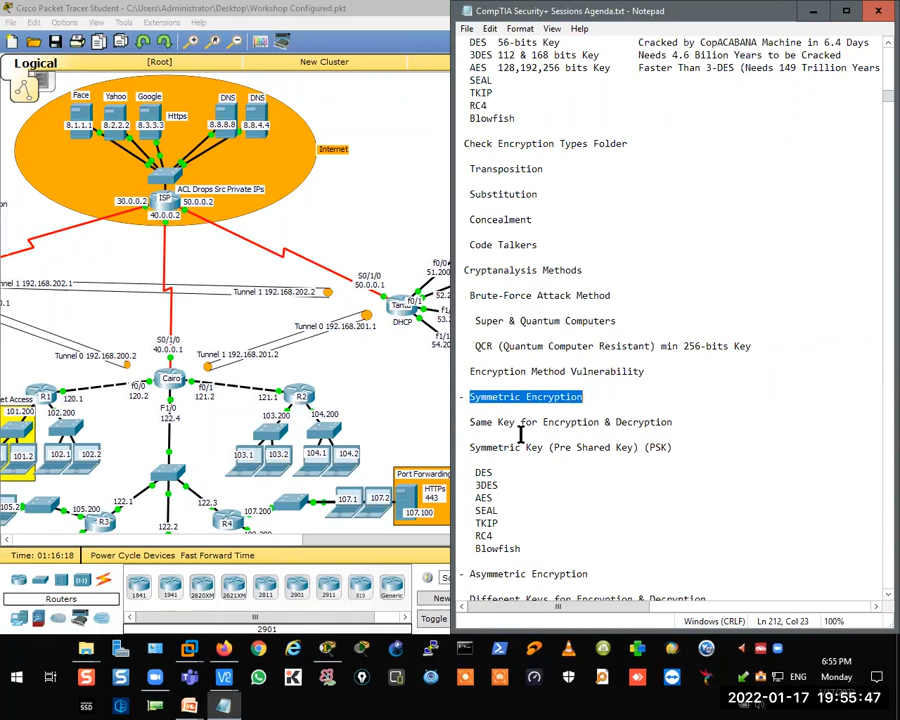 Cisco Packet Tracer Student - C:\Users\Administrator\Desktop\Workshop Configured.pkt
File Edit Options View Tools Extensions Help
Logical [Root] New Cluster
Face Yahoo Google DNS DNS
Https
8.1.1.1 8.2.2.2 8.3.3.3 8.8.8.8 8.8.4.4
Internet
ACL Drops Src Private IPs
ISP
30.0.0.2 50.0.0.2
40.0.0.2
S0/1/0
50.0.0.1
f0/0
51.200
f0/1
DHCP
Tunnel 1 192.168.202.2
Tunnel 1 192.168.202.1
Tunnel 0 192.168.201.1
Tunnel 0 192.168.200.2
Tunnel 1 192.168.201.2
S0/1/0
40.0.0.1
Cairo
f0/0 f0/1
R1 120.1 120.2 121.2 121.1 R2
F1/0
122.4
101.200 102.200 103.200 104.200
101.2 102.1 102.2 103.1 103.2 104.1 104.2
Port Forwarding
HTTPs
443
107.100
105.2 105.200 122.1 122.3 107.200 107.1 107.2
R3 122.2 R4
Time: 01:16:18 Power Cycle Devices Fast Forward Time
Routers
1841 1941 2620XM 2621XM 2811 2901 2911 819 Generic
2901
New
Toggle
CompTIA Security+ Sessions Agenda.txt - Notepad
File Edit Format View Help
DES 56-bits Key Cracked by CopACABANA Machine in 6.4 Days
3DES 112 & 168 bits Key Needs 4.6 Bilion Years to be Cracked
AES 128,192,256 bits Key Faster Than 3-DES (Needs 149 Trillion Years
SEAL
TKIP
RC4
Blowfish
Check Encryption Types Folder
Transposition
Substitution
Concealment
Code Talkers
Cryptanalysis Methods
Brute-Force Attack Method
Super & Quantum Computers
QCR (Quantum Computer Resistant) min 256-bits Key
Encryption Method Vulnerability
- Symmetric Encryption
Same Key for Encryption & Decryption
Symmetric Key (Pre Shared Key) (PSK)
DES
3DES
AES
SEAL
TKIP
RC4
Blowfish
- Asymmetric Encryption
Different Keys for Encryption & Decryption
Windows (CRLF) Ln 212, Col 23 100%
ENG
6:55 PM
Monday
2022-01-17 19:55:47